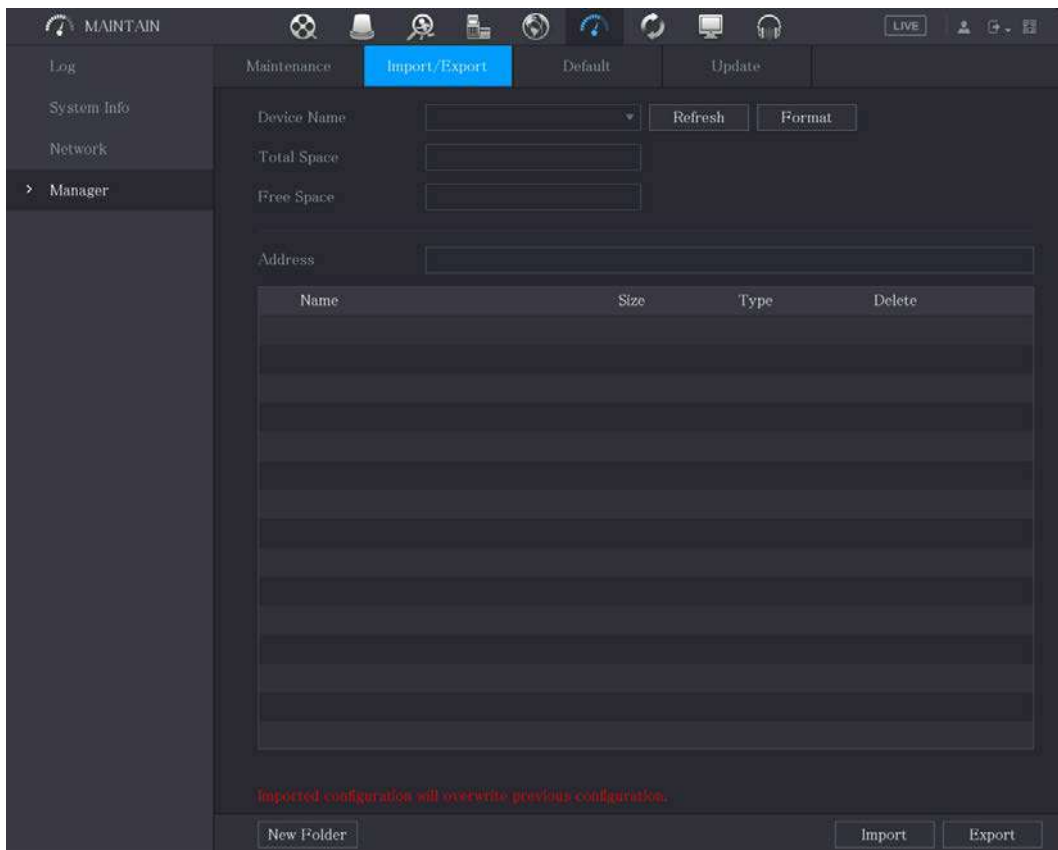 MAINTAIN
LIVE
Log
System Info
Network
Manager
Maintenance Import/Export Default Update
Device Name Refresh Format
Total Space
Free Space
Address
Name Size Type Delete
Imported configuration will overwrite previous configuration.
New Folder Import Export